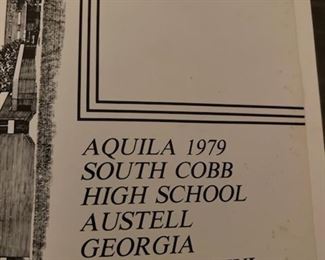 AQUILA 1979
SOUTH COBB
HIGH SCHOOL
AUSTELL
GEORGIA